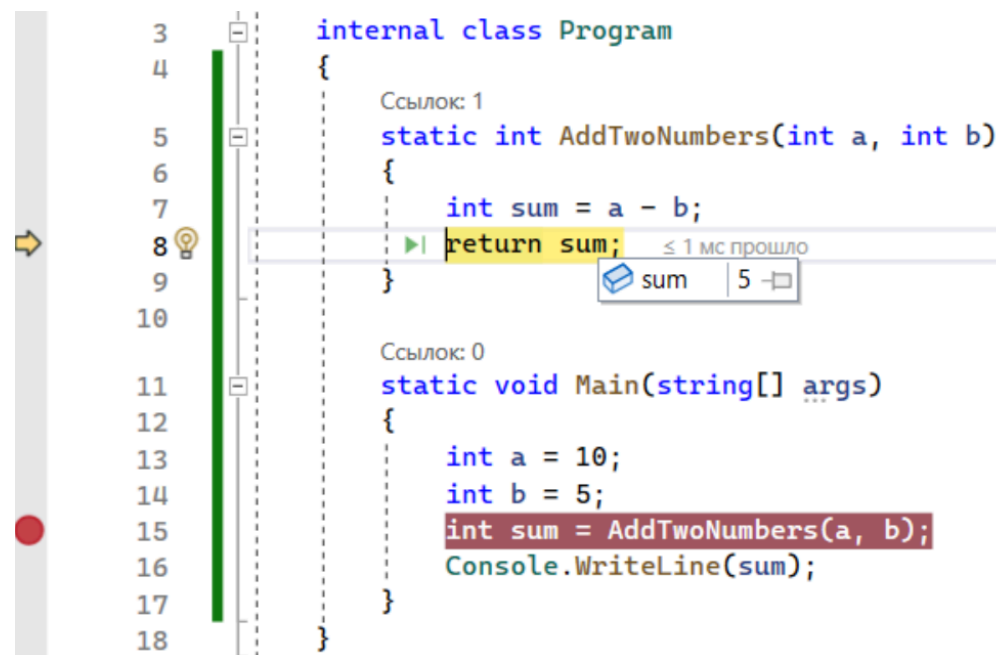 3 internal class Program
4 {
Ссылок: 1
5 static int AddTwoNumbers(int a, int b)
6 {
7 int sum = a - b;
8 return sum; ≤ 1 мс прошло
sum 5
9 }
10
Ссылок: 0
11 static void Main(string[] args)
12 {
13 int a = 10;
14 int b = 5;
15 int sum = AddTwoNumbers(a, b);
16 Console.WriteLine(sum);
17 }
18 }